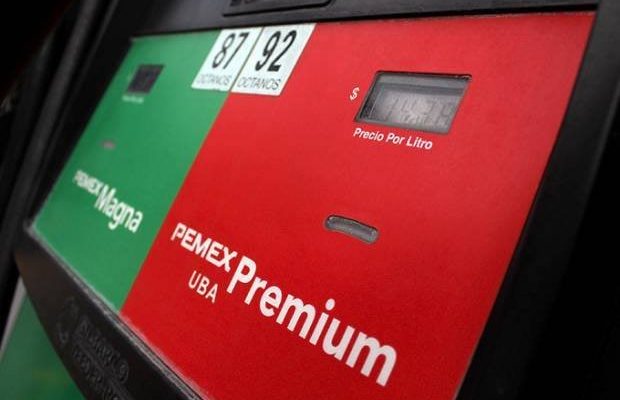 87
OCTANOS
92
OCTANOS
$
Precio Por Litro
PEMEX Magna
PEMEX Premium
UBA